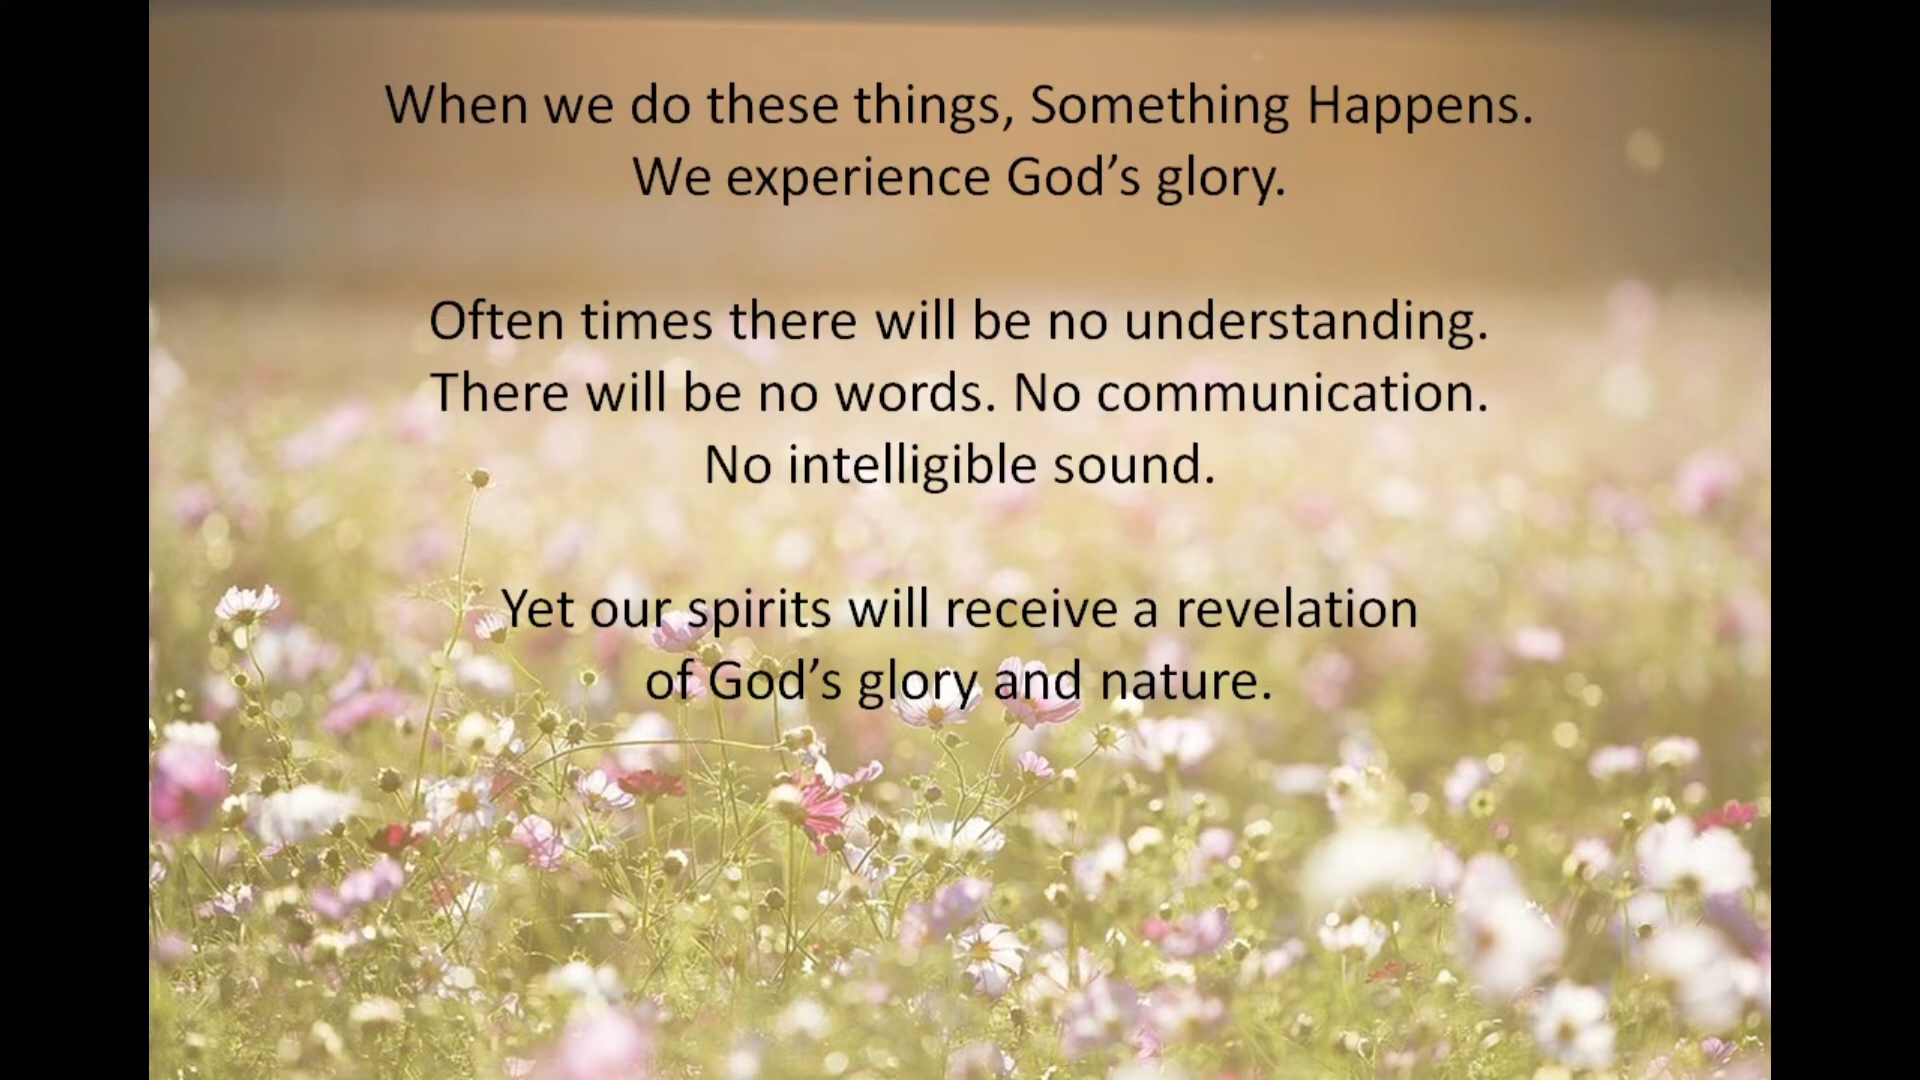 When we do these things, Something Happens.
We experience God’s glory.
Often times there will be no understanding.
There will be no words. No communication.
No intelligible sound.
Yet our spirits will receive a revelation
of God’s glory and nature.